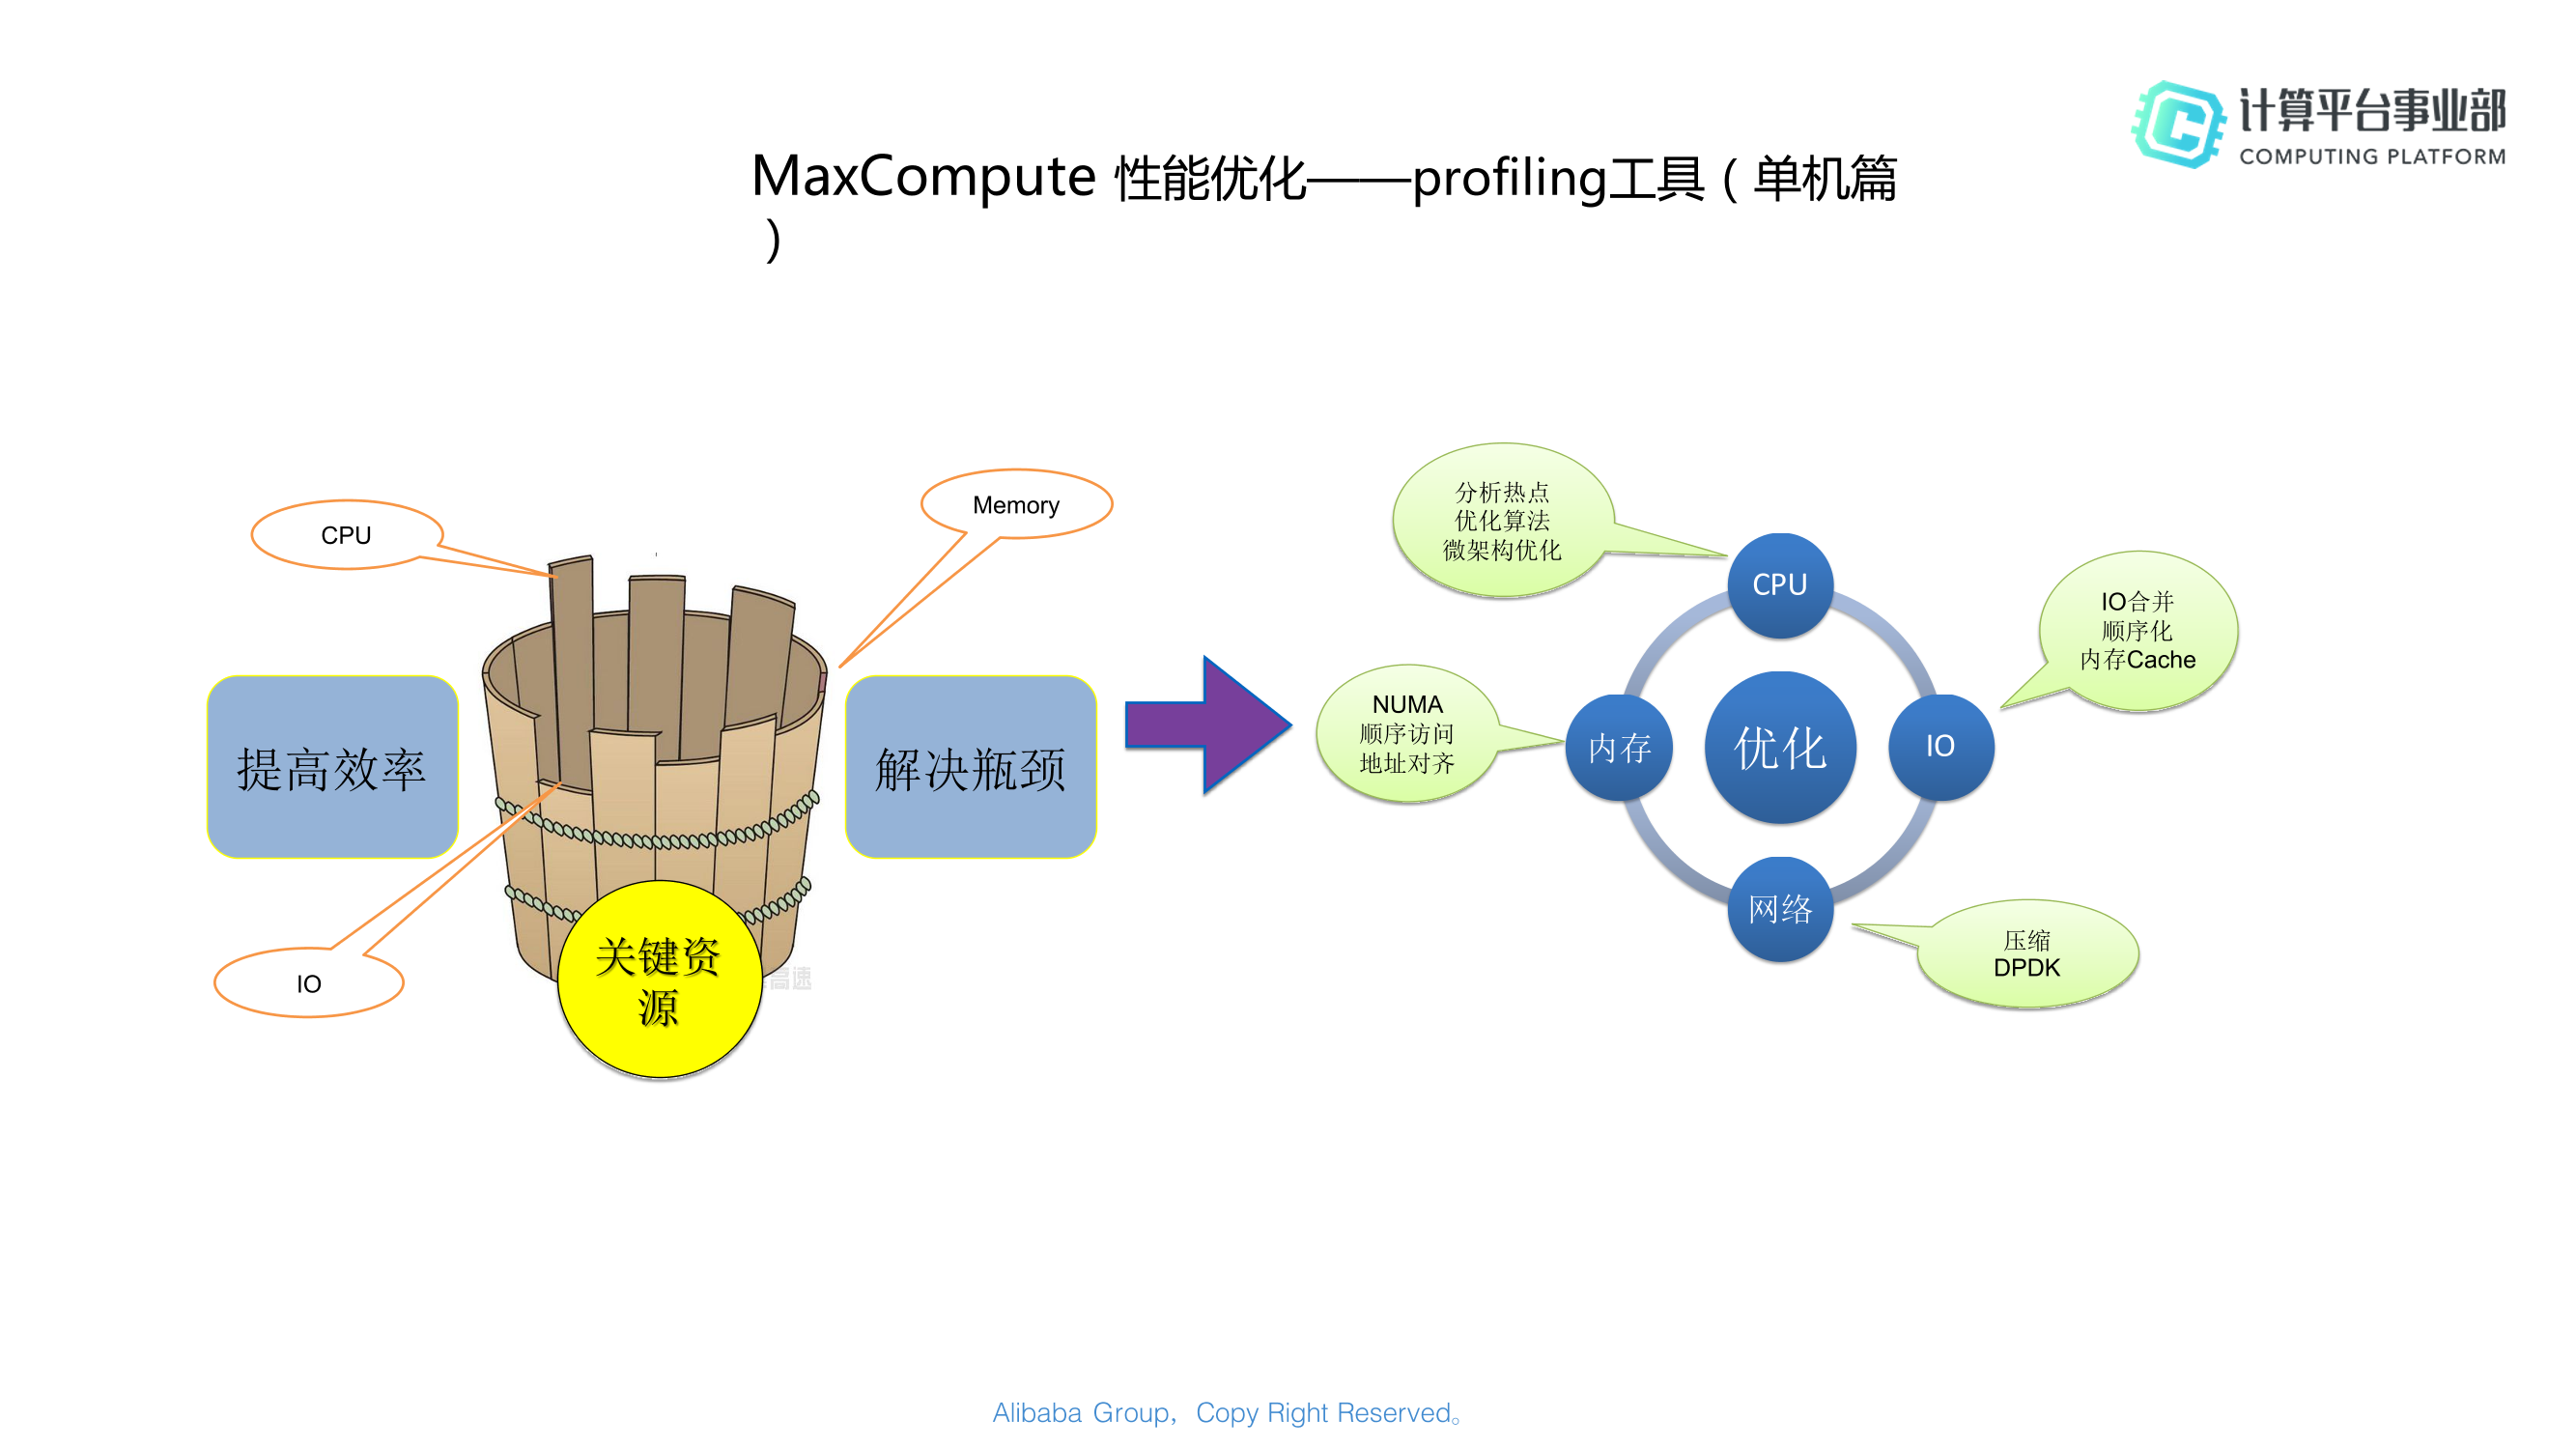 计算平台事业部
COMPUTING PLATFORM
MaxCompute 性能优化——profiling工具（单机篇
）
CPU
Memory
提高效率
解决瓶颈
IO
关键资
源
高速
分析热点
优化算法
微架构优化
CPU
IO合并
顺序化
内存Cache
NUMA
顺序访问
地址对齐
内存
优化
IO
网络
压缩
DPDK
Alibaba Group，Copy Right Reserved。